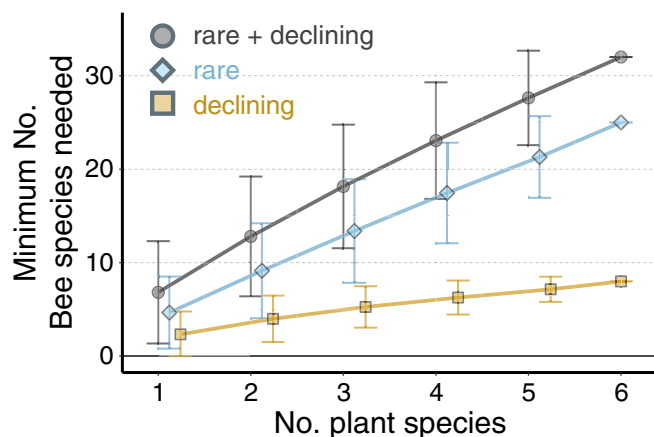 rare + declining
rare
declining
Minimum No.
Bee species needed
30
20
10
0
1 2 3 4 5 6
No. plant species